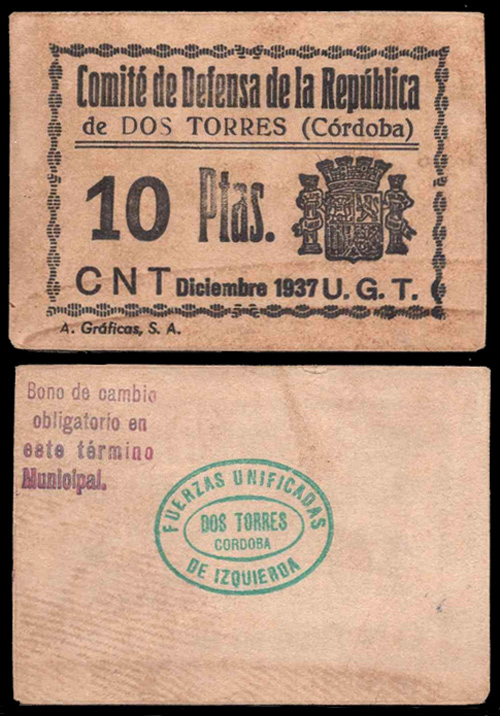 Comité de Defensa de la República
de DOS TORRES (Córdoba)
10 Ptas.
CNT Diciembre 1937 U. G. T.
A. Gráficas, S. A.
Bono de cambio
obligatorio en
este término
Municipal.
FUERZAS UNIFICADAS
DOS TORRES
CORDOBA
DE IZQUIERDA